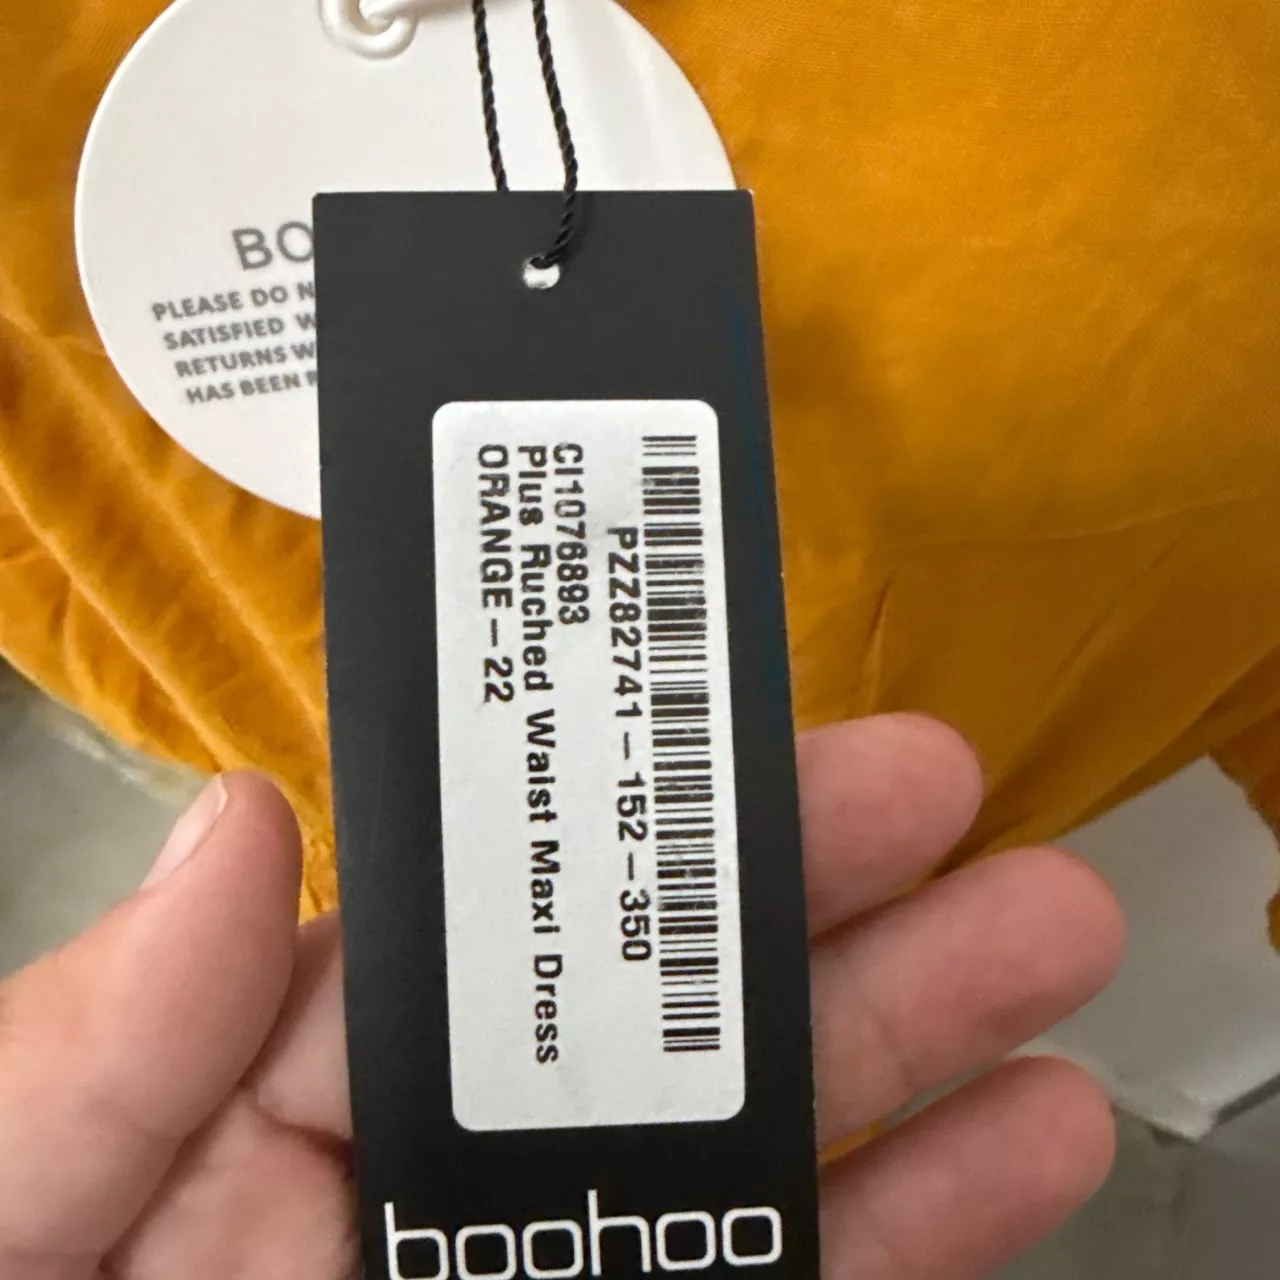 BO
PLEASE DO N
SATISFIED W
RETURNS W
HAS BEEN
PZZ82741-152-350
CI1076893
Plus Ruched Waist Maxi Dress
ORANGE-22
boohoo